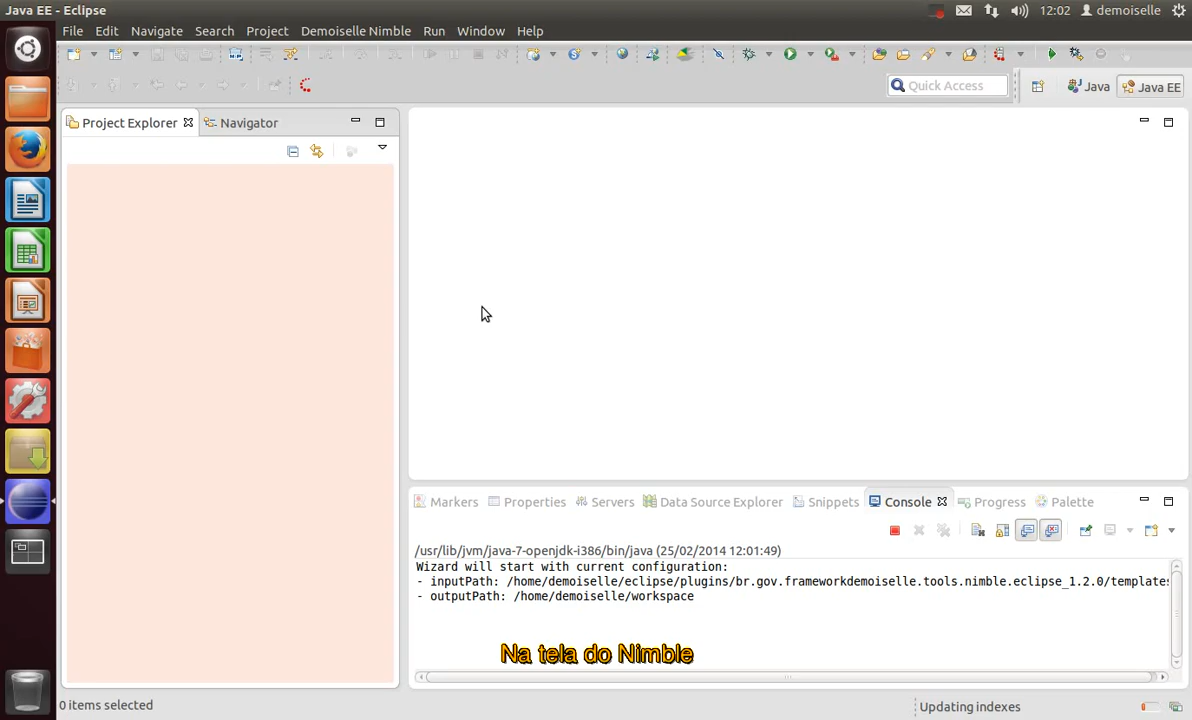 Java EE - Eclipse
12:02 demoiselle
File Edit Navigate Search Project Demoiselle Nimble Run Window Help
Quick Access Java Java EE
Project Explorer Navigator
Markers Properties Servers Data Source Explorer Snippets Console Progress Palette
/usr/lib/jvm/java-7-openjdk-i386/bin/java (25/02/2014 12:01:49)
Wizard will start with current configuration:
- inputPath: /home/demoiselle/eclipse/plugins/br.gov.frameworkdemoiselle.tools.nimble.eclipse_1.2.0/templates
- outputPath: /home/demoiselle/workspace
Na tela do Nimble
0 items selected Updating indexes